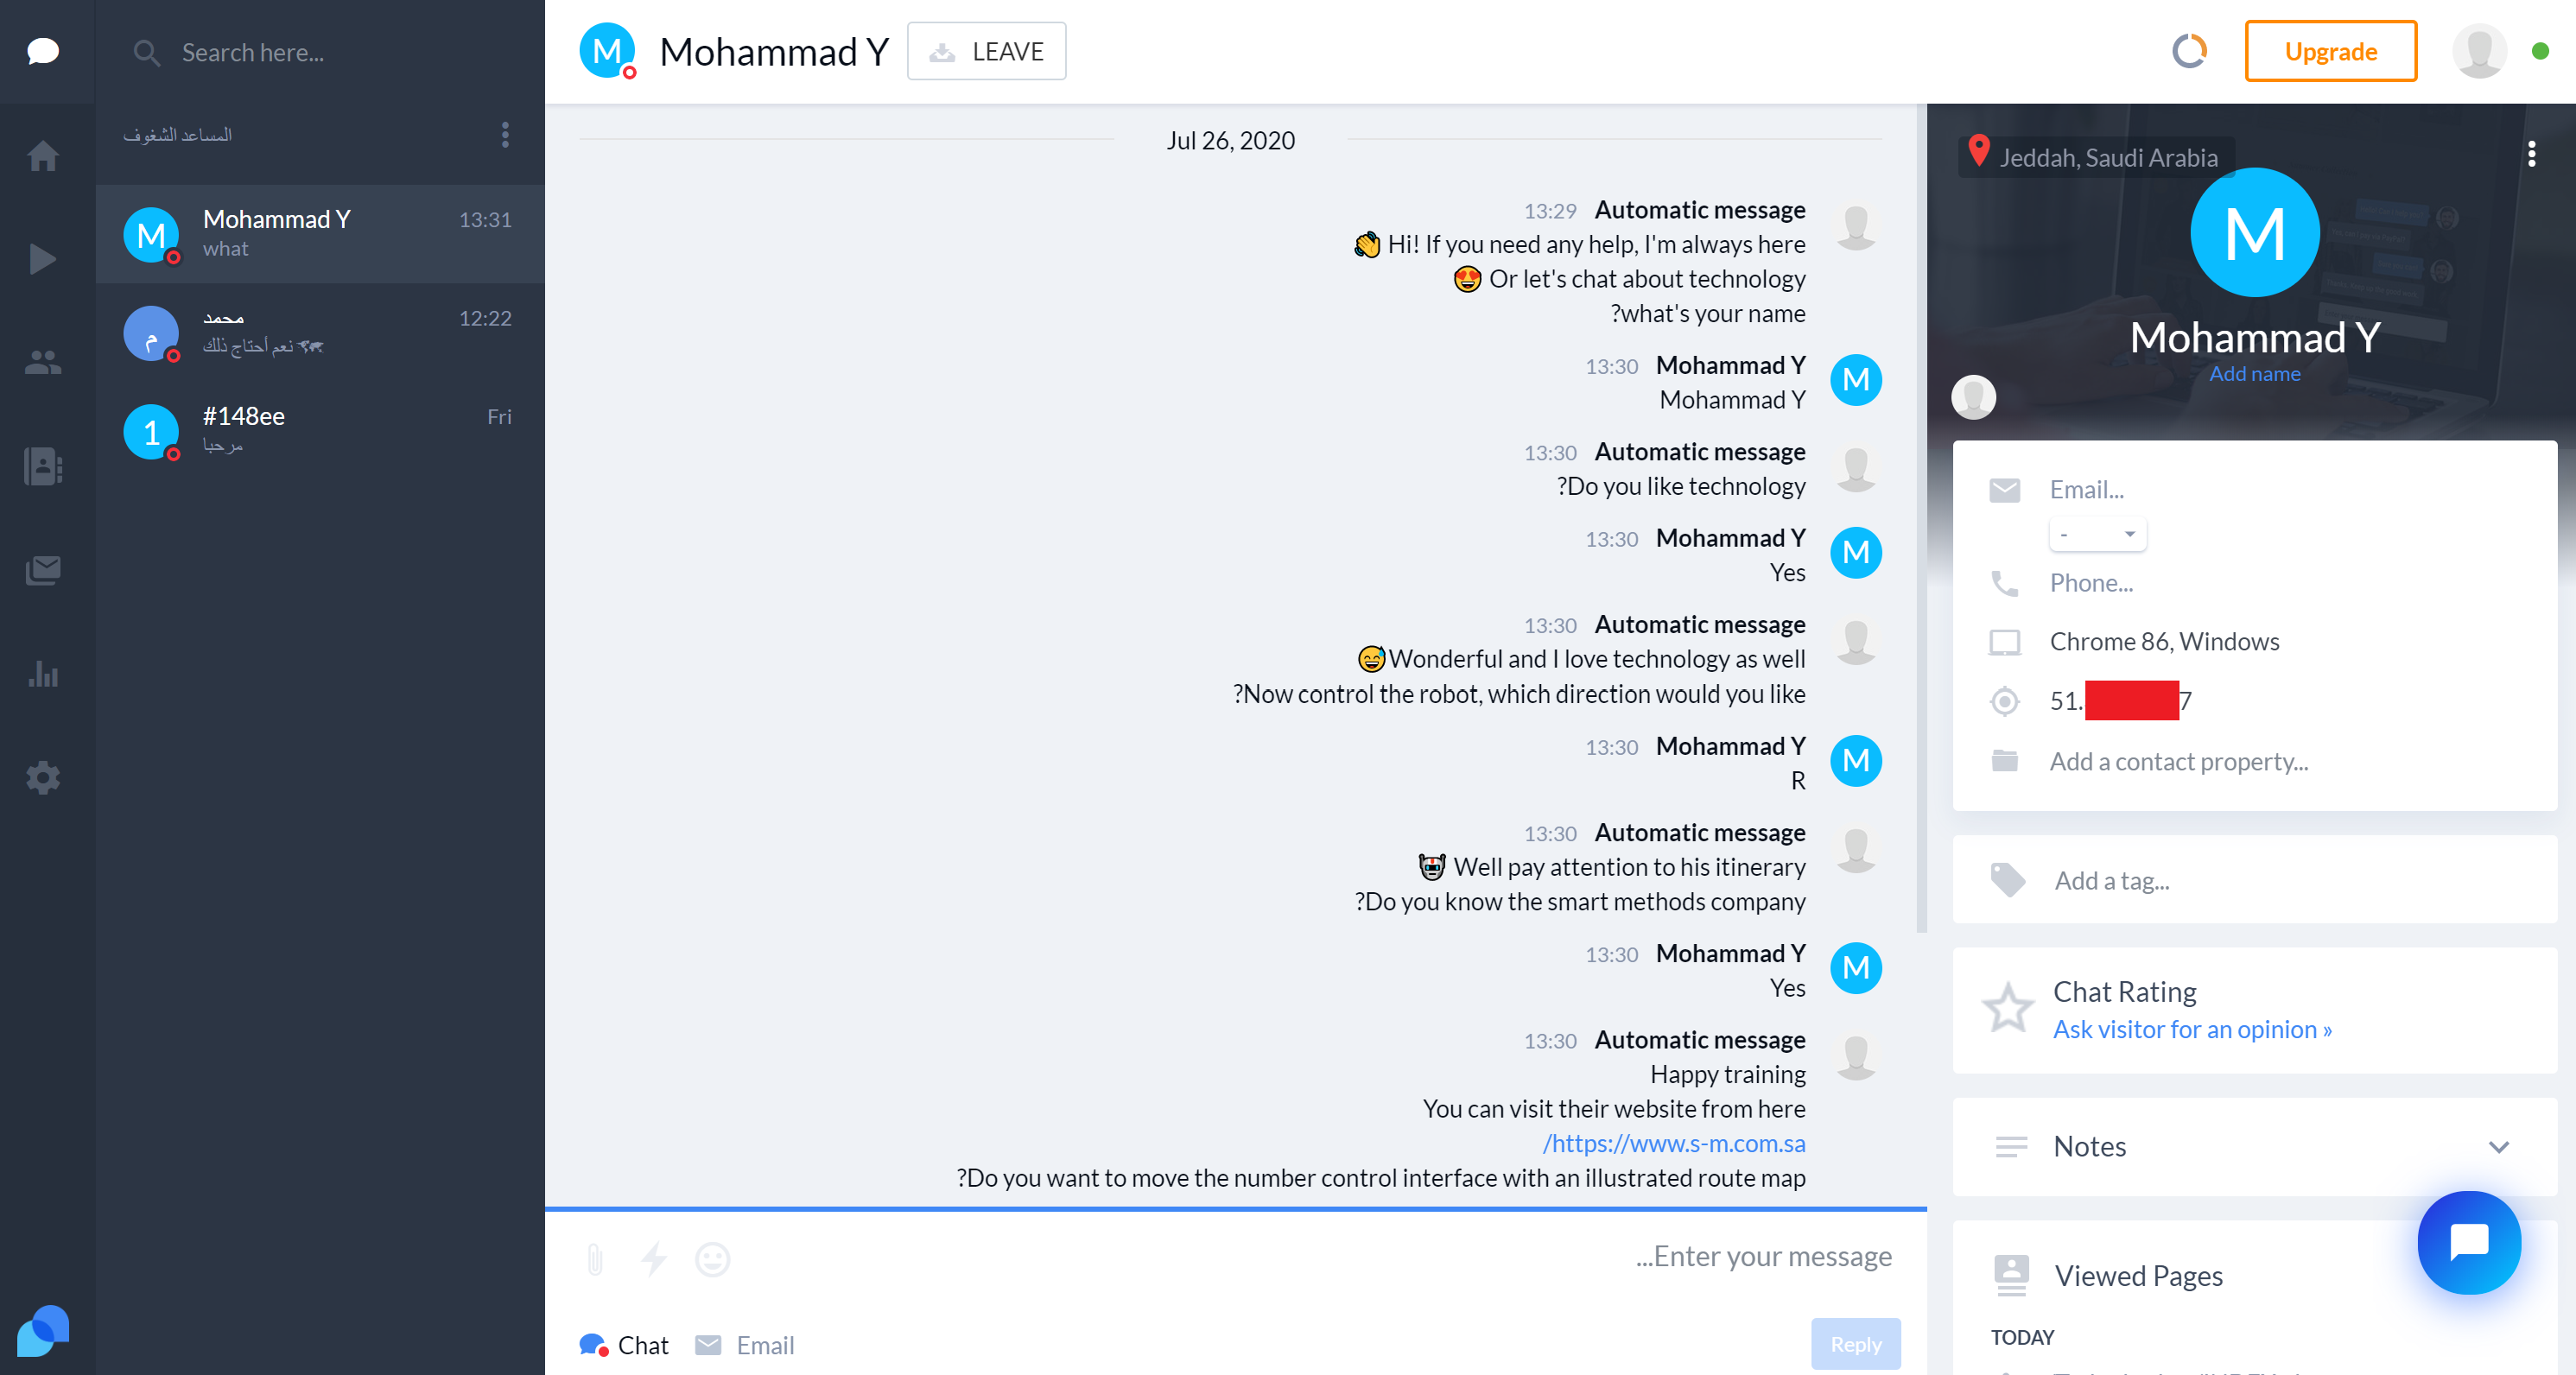 Search here...
المساعد الشغوف
M
Mohammad Y
13:31
what
م
محمد
12:22
نعم أحتاج ذلك 🗺
1
#148ee
Fri
مرحبا
M
Mohammad Y
LEAVE
Upgrade
Jul 26, 2020
13:29 Automatic message
👏 Hi! If you need any help, I'm always here
😍 Or let's chat about technology
?what's your name
13:30 Mohammad Y
M
Mohammad Y
13:30 Automatic message
?Do you like technology
13:30 Mohammad Y
M
Yes
13:30 Automatic message
😅Wonderful and I love technology as well
?Now control the robot, which direction would you like
13:30 Mohammad Y
M
R
13:30 Automatic message
🤖 Well pay attention to his itinerary
?Do you know the smart methods company
13:30 Mohammad Y
M
Yes
13:30 Automatic message
Happy training
You can visit their website from here
/https://www.s-m.com.sa
?Do you want to move the number control interface with an illustrated route map
...Enter your message
Chat
Email
Reply
Jeddah, Saudi Arabia
M
Mohammad Y
Add name
Email...
-
Phone...
Chrome 86, Windows
51. 7
Add a contact property...
Add a tag...
Chat Rating
Ask visitor for an opinion »
Notes
Viewed Pages
TODAY